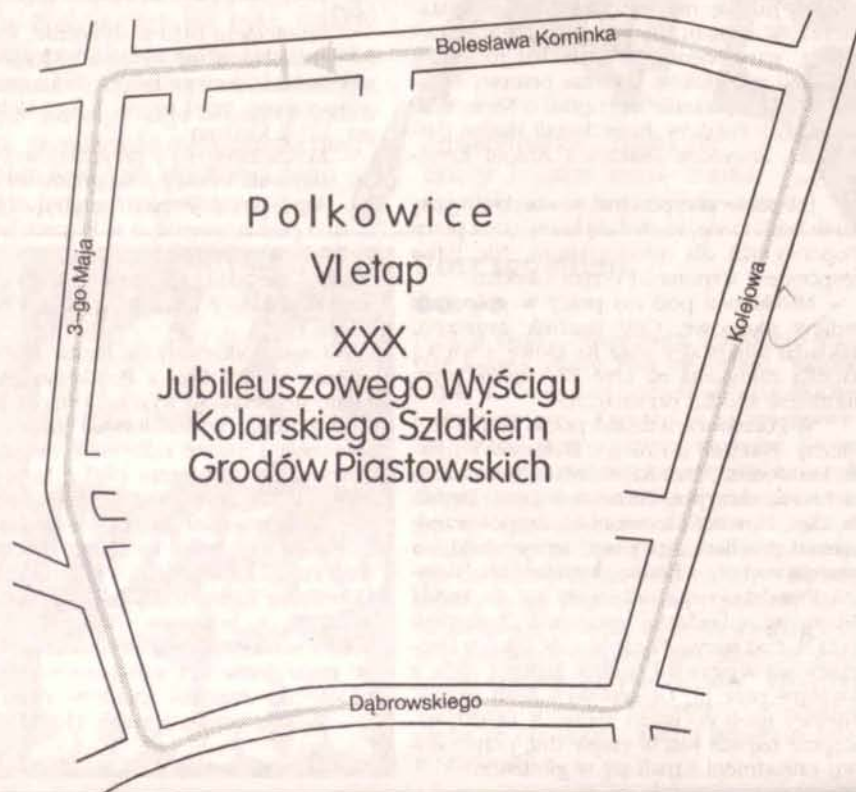 Bolesława Kominka
3-go Maja
Kolejowa
Polkowice
VI etap
XXX
Jubileuszowego Wyścigu
Kolarskiego Szlakiem
Grodów Piastowskich
Dąbrowskiego